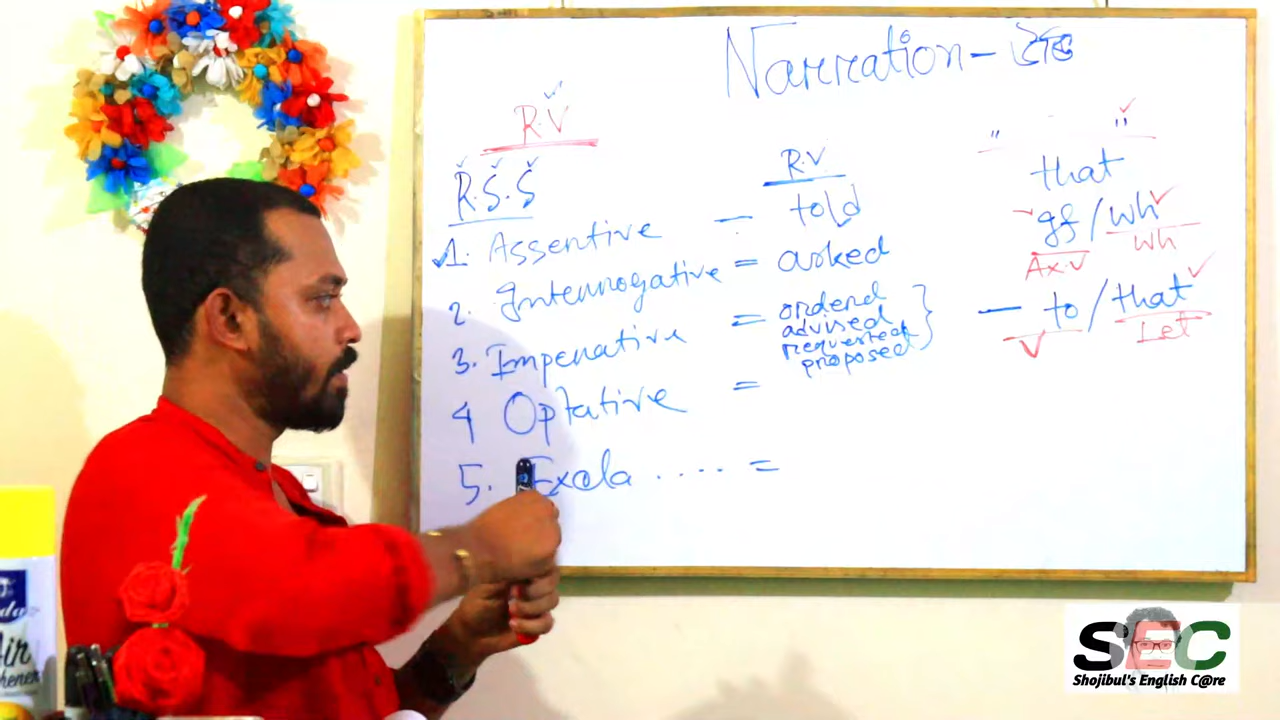 Narration -
R.V
R.S.S
R.V
" "
that
1. Assertive — told
if/wh
Ax.v wh
2. Interrogative = asked
3. Imperative = ordered
advised
requested
proposed
— to/that
Let
4 Optative =
5. Excla .... =
Air
SEC
Shojibul's English C@re